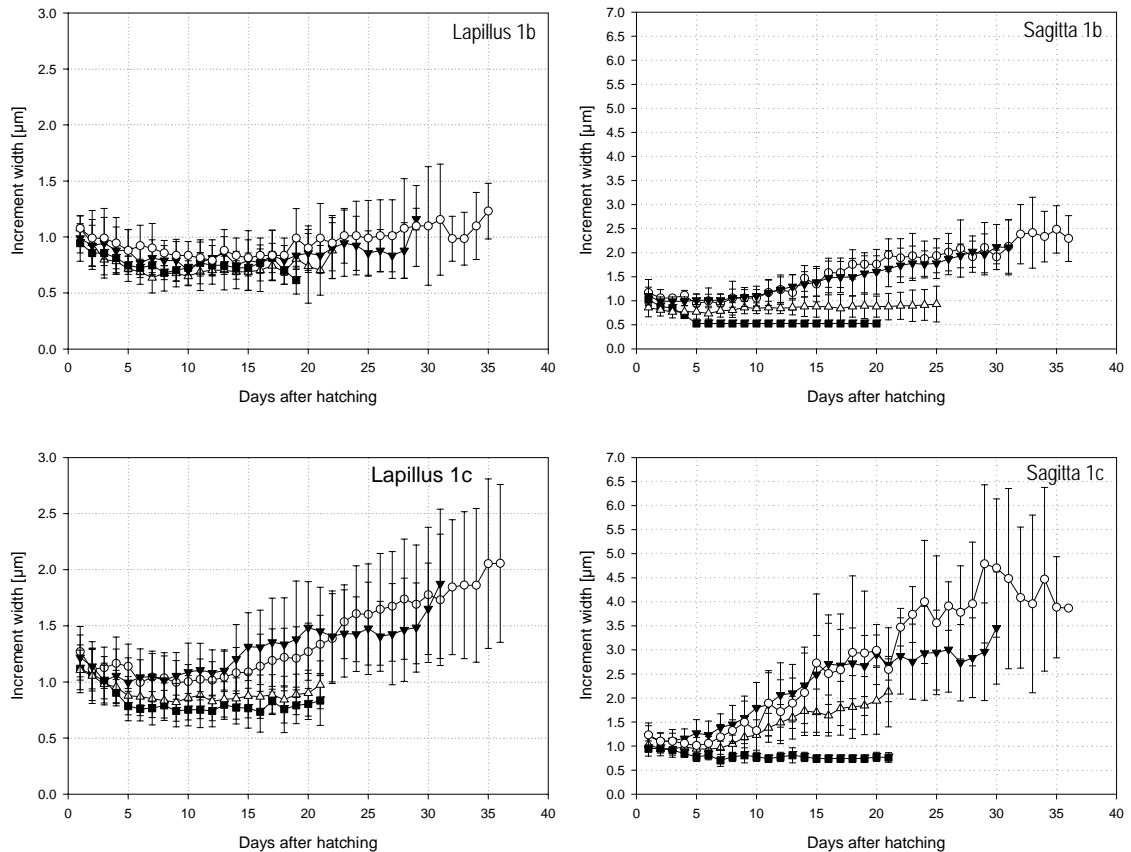 Lapillus 1b
3.0
2.5
2.0
1.5
1.0
0.5
0.0
Increment width [µm]
0 5 10 15 20 25 30 35 40
Days after hatching
Sagitta 1b
7.0
6.5
6.0
5.5
5.0
4.5
4.0
3.5
3.0
2.5
2.0
1.5
1.0
0.5
0.0
Increment width [µm]
0 5 10 15 20 25 30 35 40
Days after hatching
Lapillus 1c
3.0
2.5
2.0
1.5
1.0
0.5
0.0
Increment width [µm]
0 5 10 15 20 25 30 35 40
Days after hatching
Sagitta 1c
7.0
6.5
6.0
5.5
5.0
4.5
4.0
3.5
3.0
2.5
2.0
1.5
1.0
0.5
0.0
Increment width [µm]
0 5 10 15 20 25 30 35 40
Days after hatching